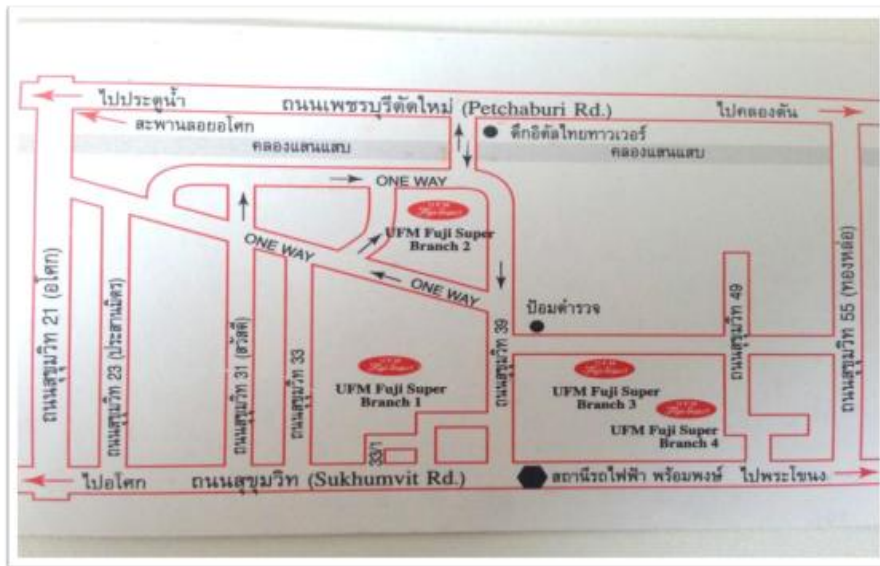 ไปประตูน้ำ
ถนนเพชรบุรีตัดใหม่ (Petchaburi Rd.)
ไปคลองตัน
สะพานลอยอโศก
ตึกอิตัลไทยทาวเวอร์
คลองแสนแสบ
คลองแสนแสบ
ONE WAY
UFM Fuji Super
Branch 2
ONE WAY
ONE WAY
ถนนสุขุมวิท 21 (อโศก)
ถนนสุขุมวิท 23 (ประสานมิตร)
ถนนสุขุมวิท 31 (สวัสดี)
ถนนสุขุมวิท 33
ถนนสุขุมวิท 39
ถนนสุขุมวิท 49
ถนนสุขุมวิท 55 (ทองหล่อ)
ป้อมตำรวจ
UFM Fuji Super
Branch 1
UFM Fuji Super
Branch 3
UFM Fuji Super
Branch 4
33/1
ไปอโศก
ถนนสุขุมวิท (Sukhumvit Rd.)
สถานีรถไฟฟ้า พร้อมพงษ์
ไปพระโขนง